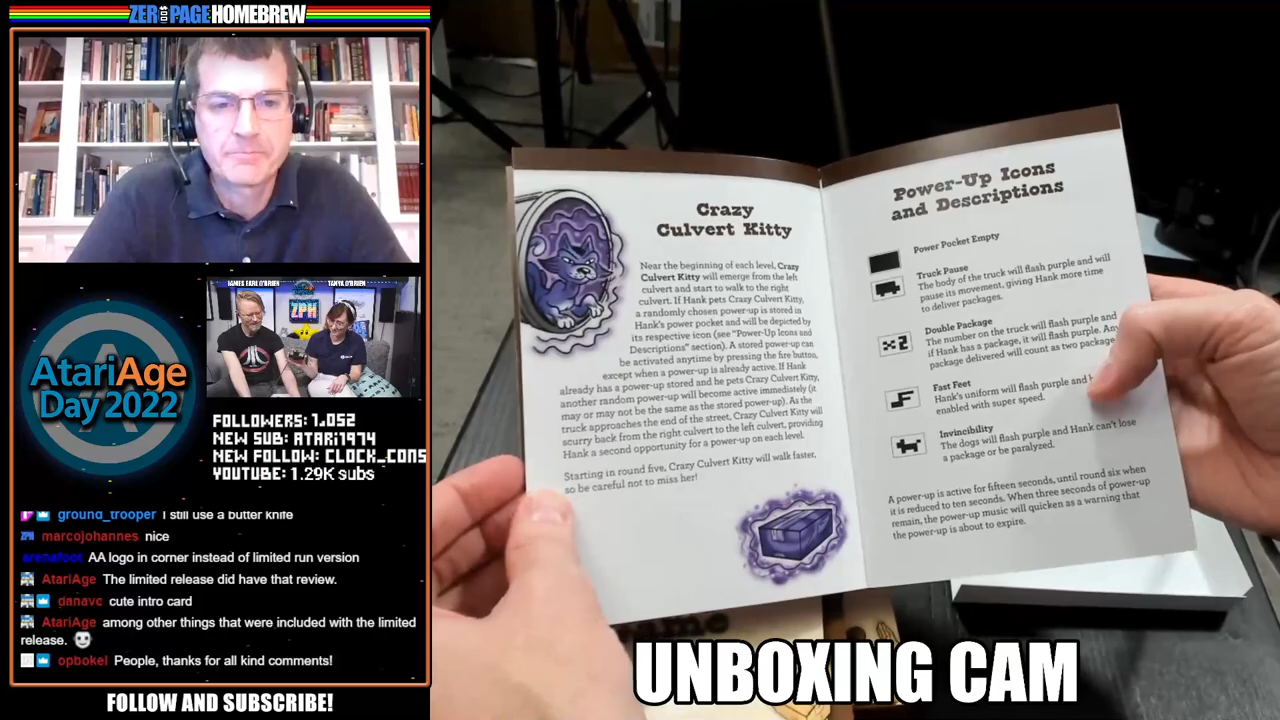 ZERO PAGE HOMEBREW
JAMES EARL O'BRIEN
TANYA O'BRIEN
ZPH
AtariAge
Day 2022
FOLLOWERS: 1,052
NEW SUB: ATARI1974
NEW FOLLOW: CLOCK_CONS
YOUTUBE: 1.29K subs
ground_trooper I still use a butter knife
marcojohannes nice
AA logo in corner instead of limited run version
AtariAge The limited release did have that review.
danavc cute intro card
AtariAge among other things that were included with the limited
release.
opbokel People, thanks for all kind comments!
FOLLOW AND SUBSCRIBE!
Crazy
Culvert Kitty
Near the beginning of each level, Crazy
Culvert Kitty will emerge from the left
culvert and start to walk to the right
culvert. If Hank pets Crazy Culvert Kitty,
a randomly chosen power-up is stored in
Hank's power pocket and will be depicted by
its respective icon (see "Power-Up Icons and
Descriptions" section). A stored power-up can
be activated anytime by pressing the fire button,
except when a power-up is already active. If Hank
already has a power-up stored and he pets Crazy Culvert Kitty,
another random power-up will become active immediately (it
may or may not be the same as the stored power-up). As the
truck approaches the end of the street, Crazy Culvert Kitty will
scurry back from the right culvert to the left culvert, providing
Hank a second opportunity for a power-up on each level.
Starting in round five, Crazy Culvert Kitty will walk faster,
so be careful not to miss her!
Power-Up Icons
and Descriptions
Power Pocket Empty
Truck Pause
The body of the truck will flash purple and will
pause its movement, giving Hank more time
to deliver packages.
x2
Double Package
The number on the truck will flash purple and
if Hank has a package, it will flash purple. Any
package delivered will count as two package
Fast Feet
Hank's uniform will flash purple and h
enabled with super speed.
Invincibility
The dogs will flash purple and Hank can't lose
a package or be paralyzed.
A power-up is active for fifteen seconds, until round six when
it is reduced to ten seconds. When three seconds of power-up
remain, the power-up music will quicken as a warning that
the power-up is about to expire.
ame
UNBOXING CAM